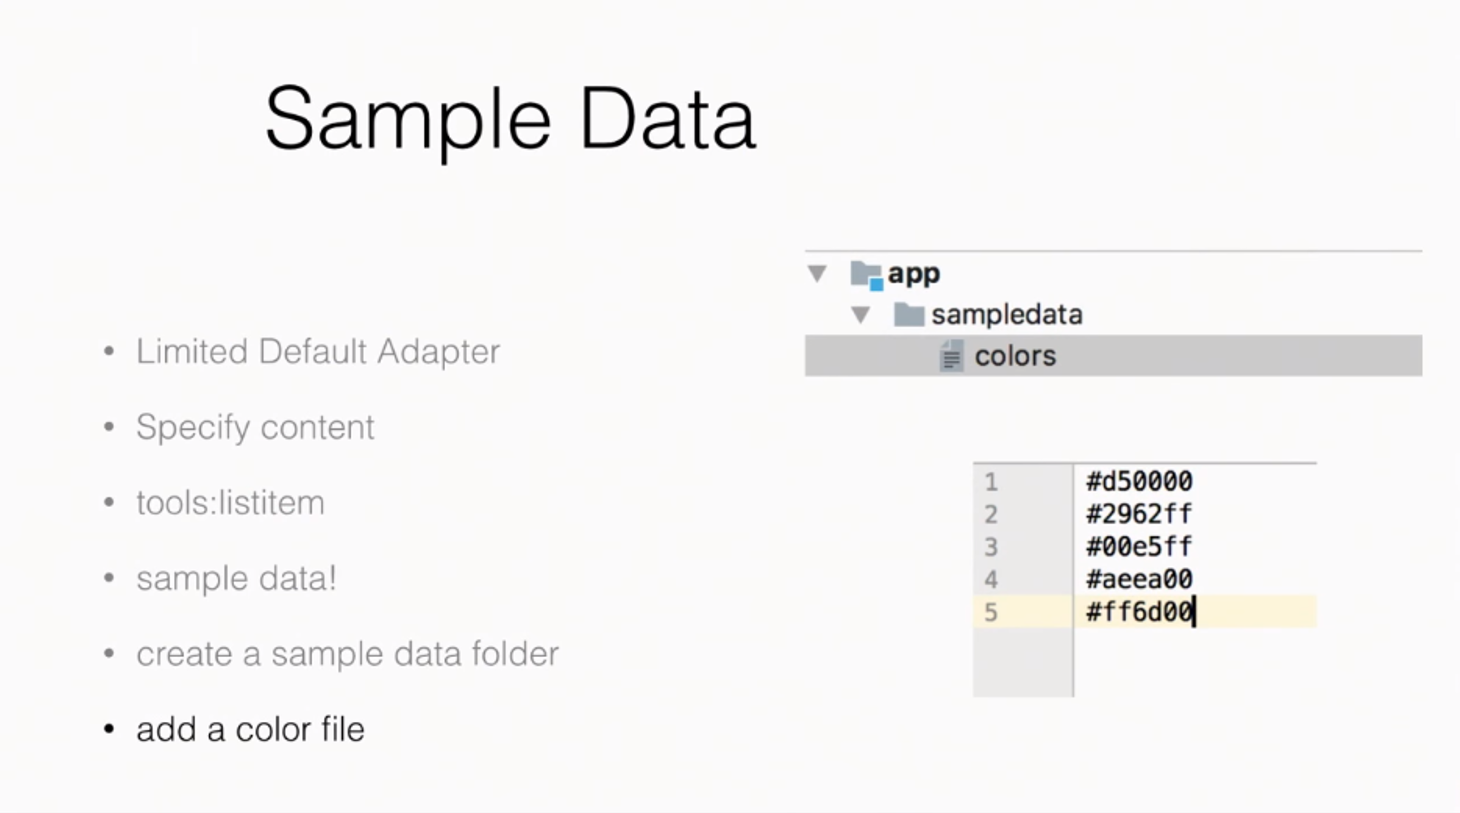 Sample Data
• Limited Default Adapter
• Specify content
• tools:listitem
• sample data!
• create a sample data folder
• add a color file
app
sampledata
colors
1 #d50000
2 #2962ff
3 #00e5ff
4 #aeea00
5 #ff6d00